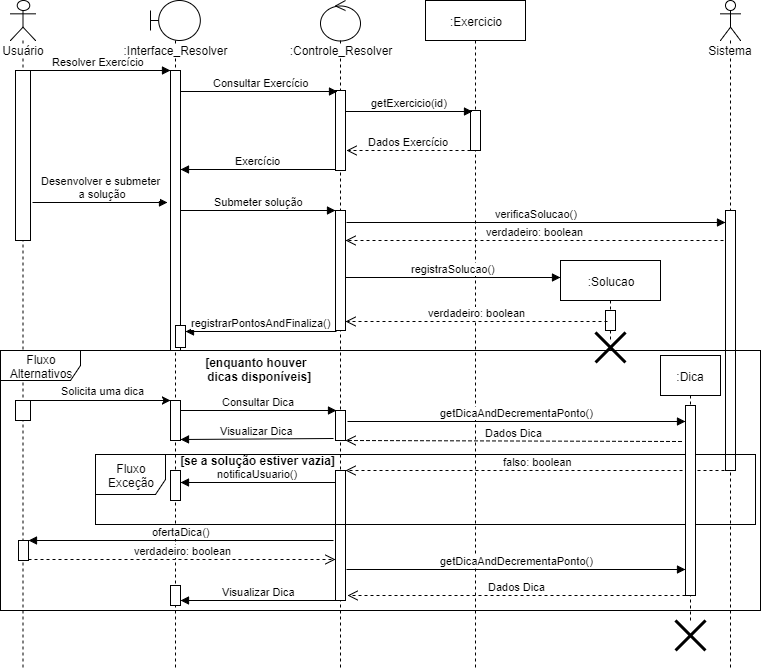 Usuário
:Interface_Resolver
:Controle_Resolver
:Exercicio
Sistema
Resolver Exercício
Consultar Exercício
getExercicio(id)
Dados Exercício
Exercício
Desenvolver e submeter
a solução
Submeter solução
verificaSolucao()
verdadeiro: boolean
registraSolucao()
:Solucao
verdadeiro: boolean
registrarPontosAndFinaliza()
Fluxo
Alternativos
[enquanto houver
dicas disponíveis]
:Dica
Solicita uma dica
Consultar Dica
getDicaAndDecrementaPonto()
Visualizar Dica
Dados Dica
Fluxo
Exceção
[se a solução estiver vazia]
falso: boolean
notificaUsuario()
ofertaDica()
verdadeiro: boolean
getDicaAndDecrementaPonto()
Visualizar Dica
Dados Dica